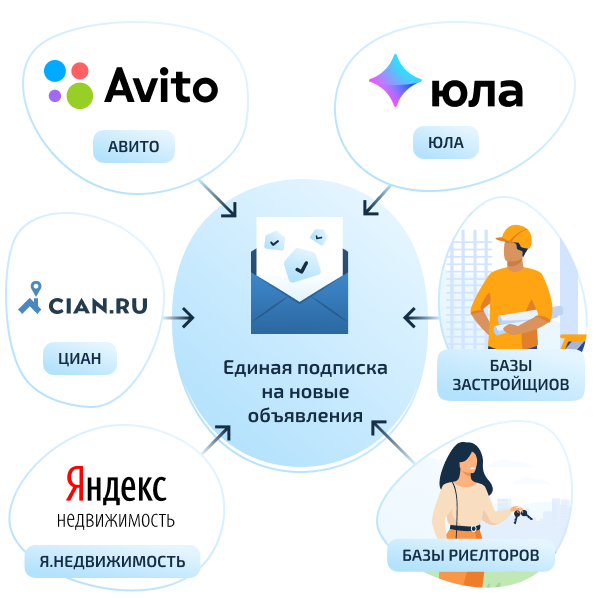 Avito
АВИТО
юла
ЮЛА
CIAN.RU
ЦИАН
Единая подписка
на новые
объявления
БАЗЫ
ЗАСТРОЙЩИОВ
Яндекс
недвижимость
Я.НЕДВИЖИМОСТЬ
БАЗЫ РИЕЛТОРОВ